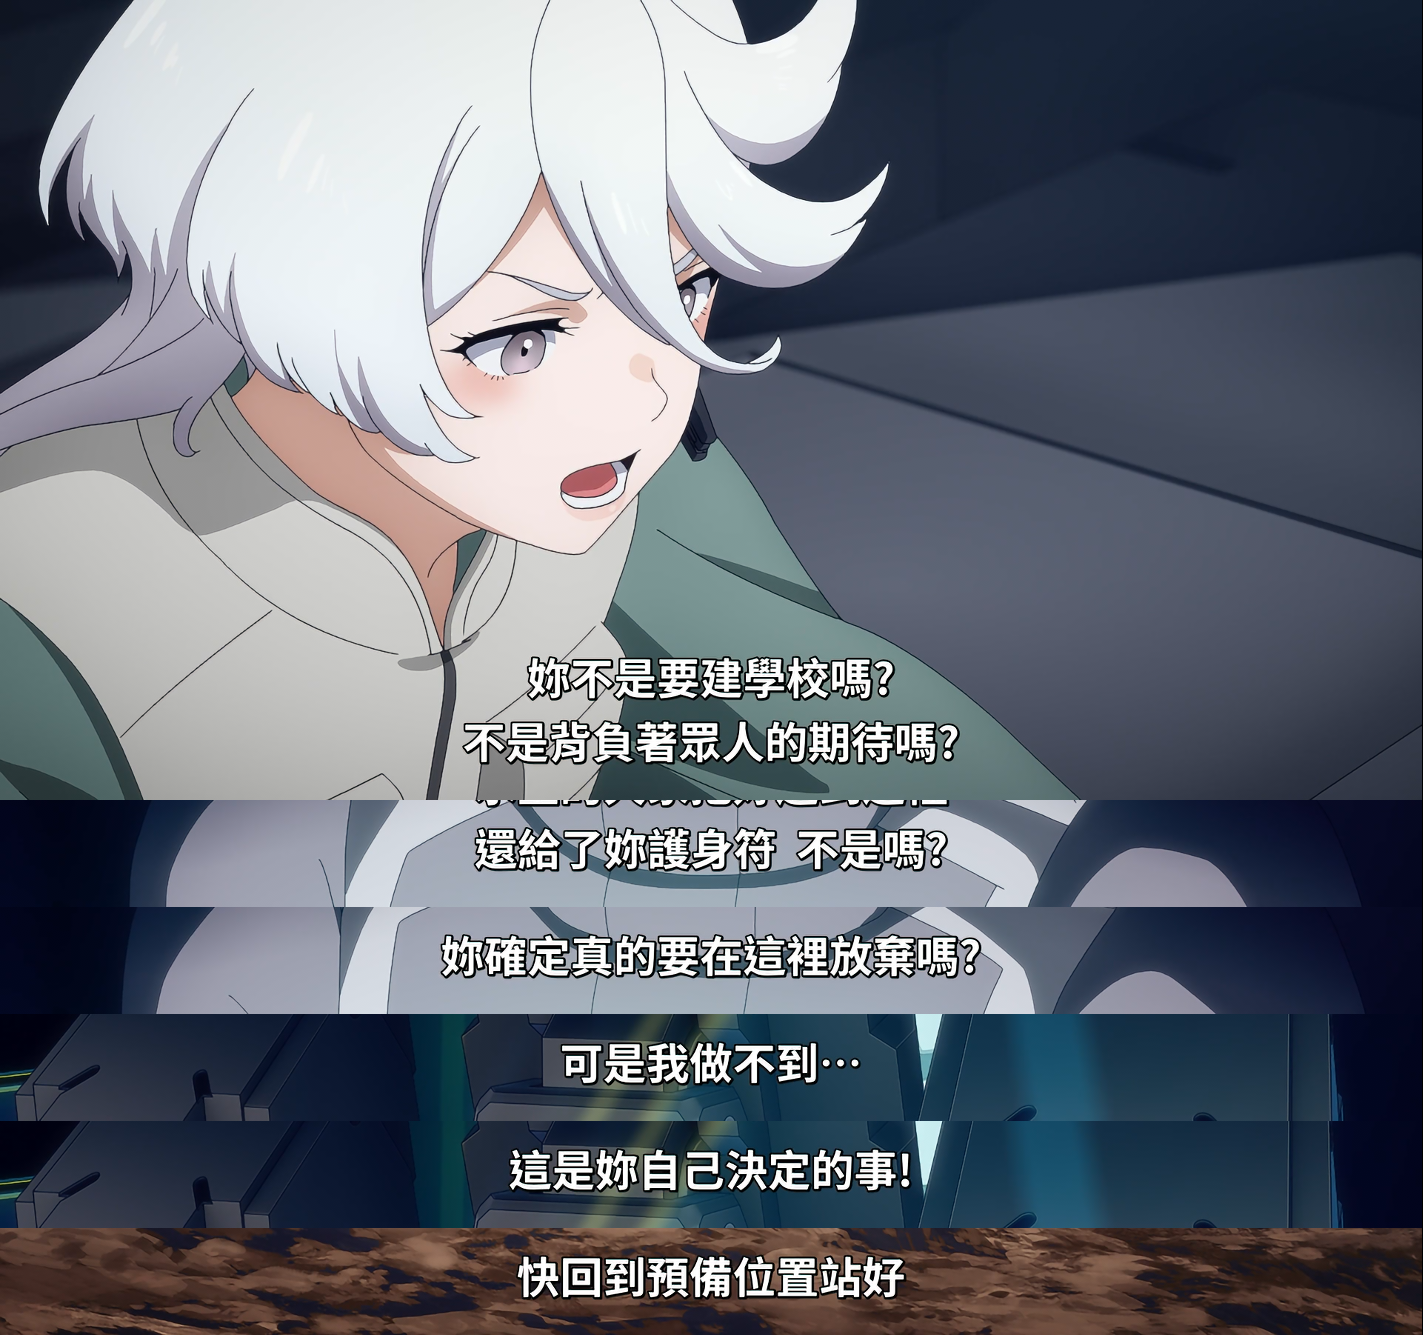 妳不是要建學校嗎?
不是背負著眾人的期待嗎?
還給了妳護身符 不是嗎?
妳確定真的要在這裡放棄嗎?
可是我做不到…
這是妳自己決定的事!
快回到預備位置站好